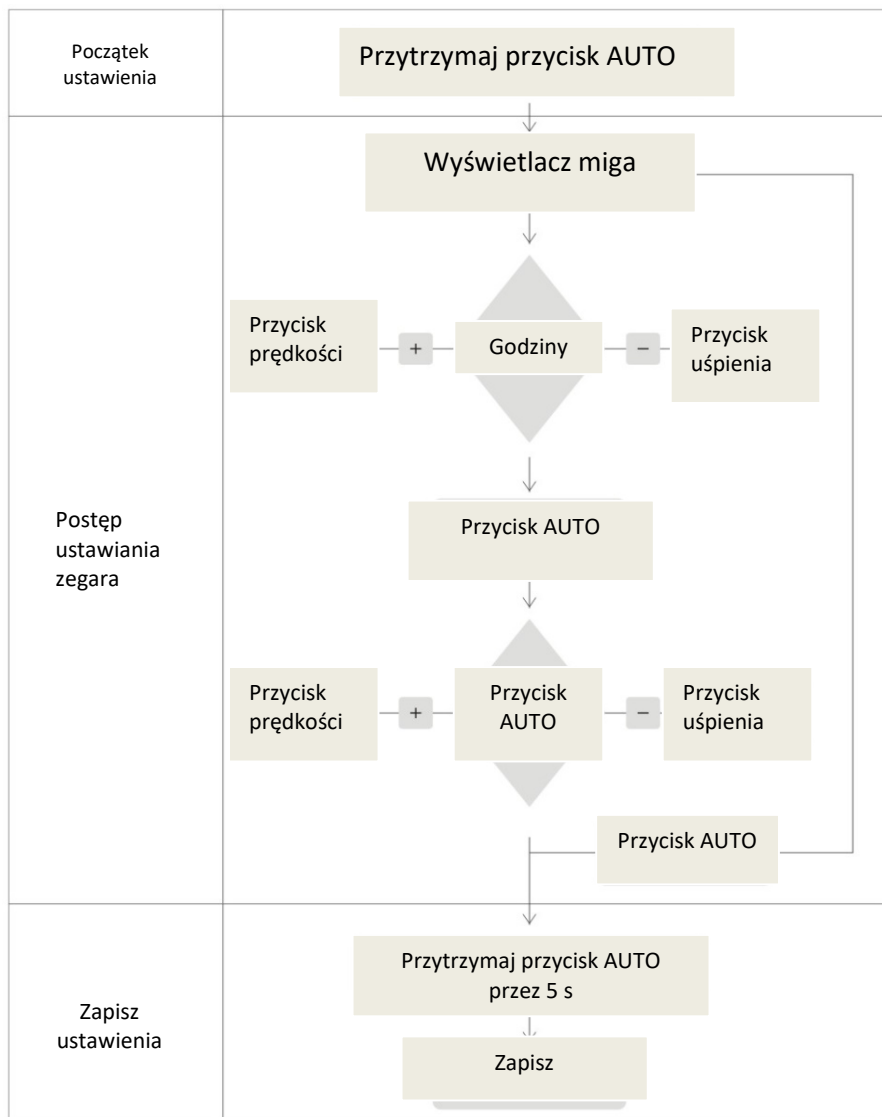 Początek
ustawienia
Przytrzymaj przycisk AUTO
Wyświetlacz miga
Przycisk
prędkości
+
Godziny
−
Przycisk
uśpienia
Postęp
ustawiania
zegara
Przycisk AUTO
Przycisk
prędkości
+
Przycisk
AUTO
−
Przycisk
uśpienia
Przycisk AUTO
Zapisz
ustawienia
Przytrzymaj przycisk AUTO
przez 5 s
Zapisz